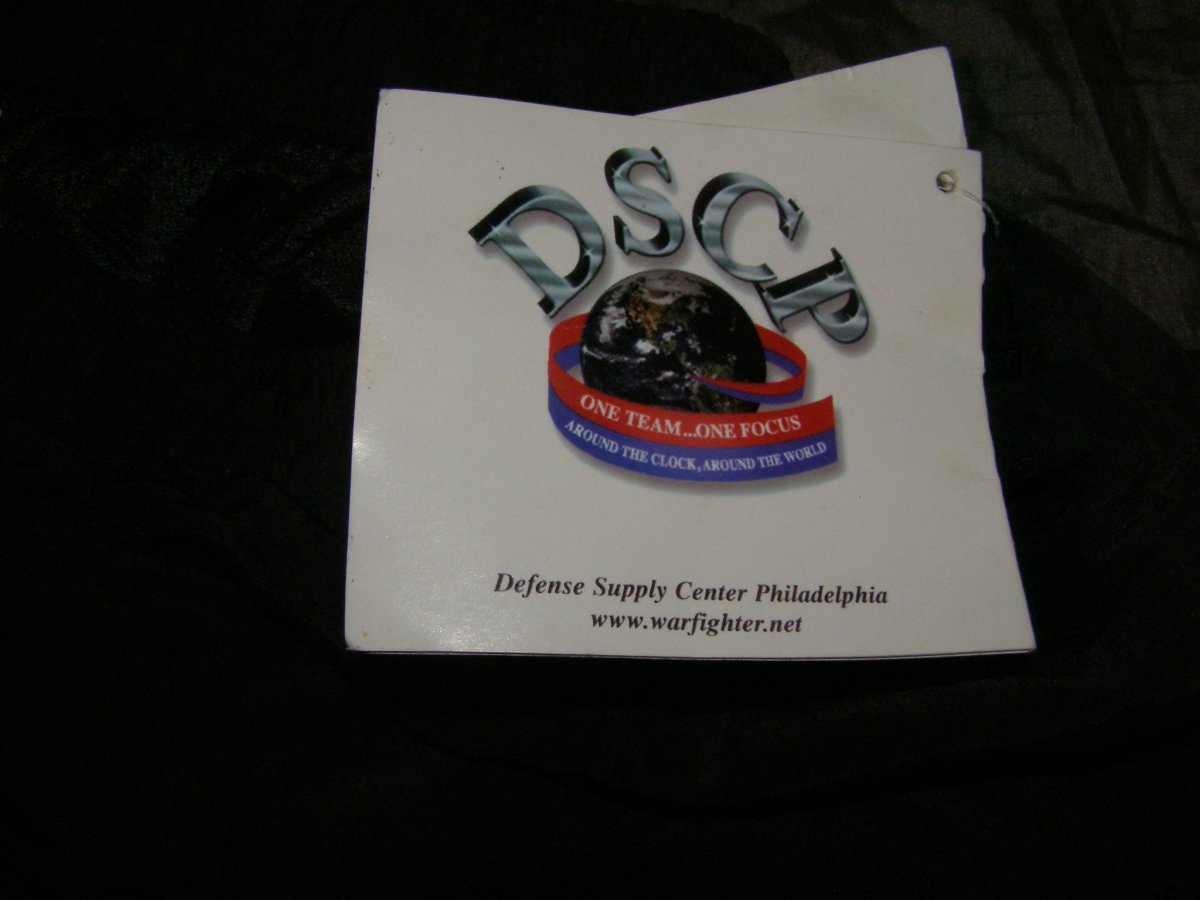 DSCP
ONE TEAM...ONE FOCUS
AROUND THE CLOCK, AROUND THE WORLD
Defense Supply Center Philadelphia
www.warfighter.net